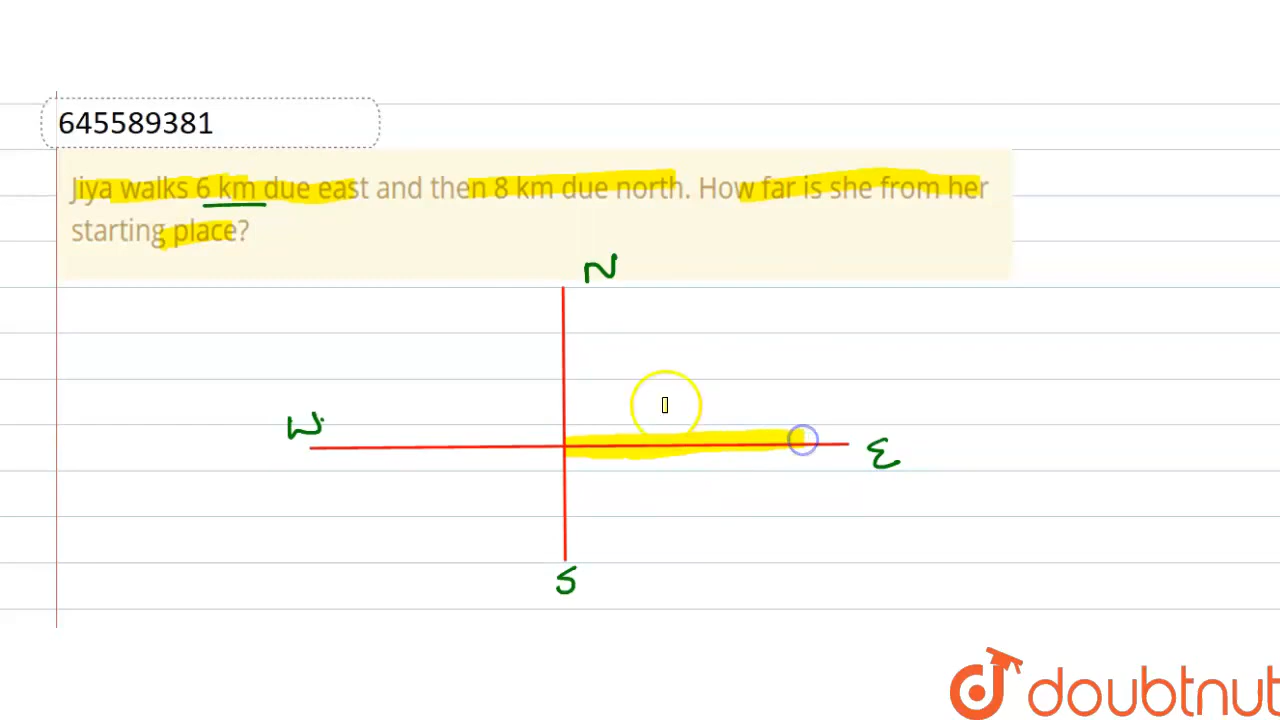 645589381
Jiya walks 6 km due east and then 8 km due north. How far is she from her
starting place?
N
W
E
S
doubtnut